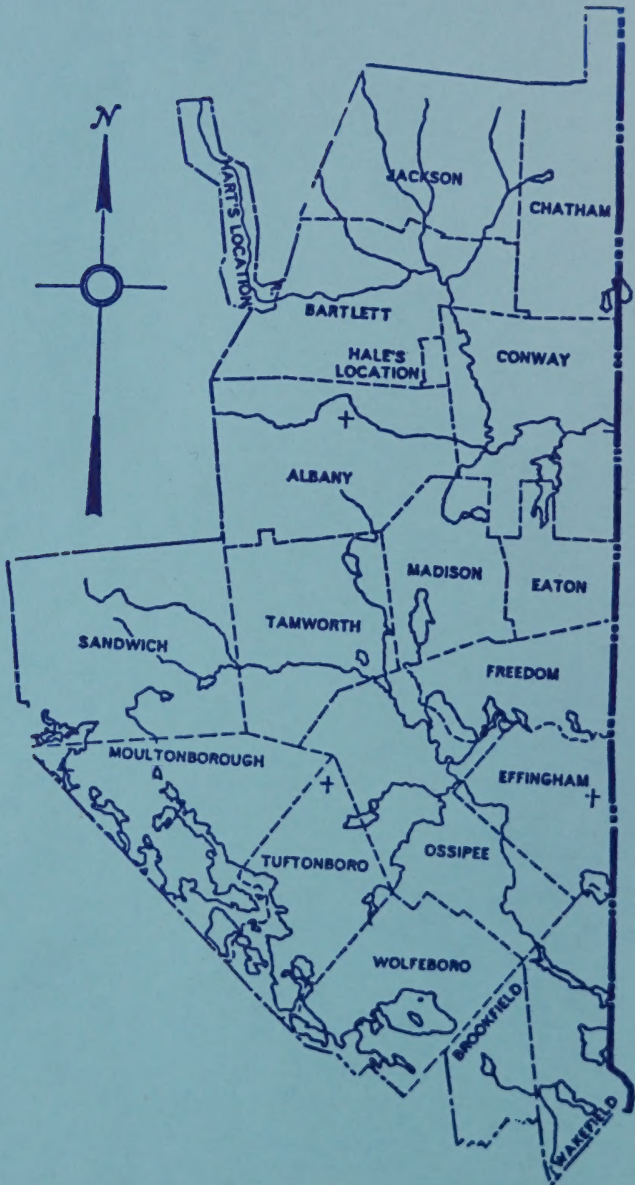 N
HART'S LOCATION
JACKSON
CHATHAM
BARTLETT
HALE'S
LOCATION
CONWAY
ALBANY
MADISON
EATON
TAMWORTH
SANDWICH
FREEDOM
MOULTONBOROUGH
EFFINGHAM
OSSIPEE
TUFTONBORO
WOLFEBORO
BROOKFIELD
WAKEFIELD